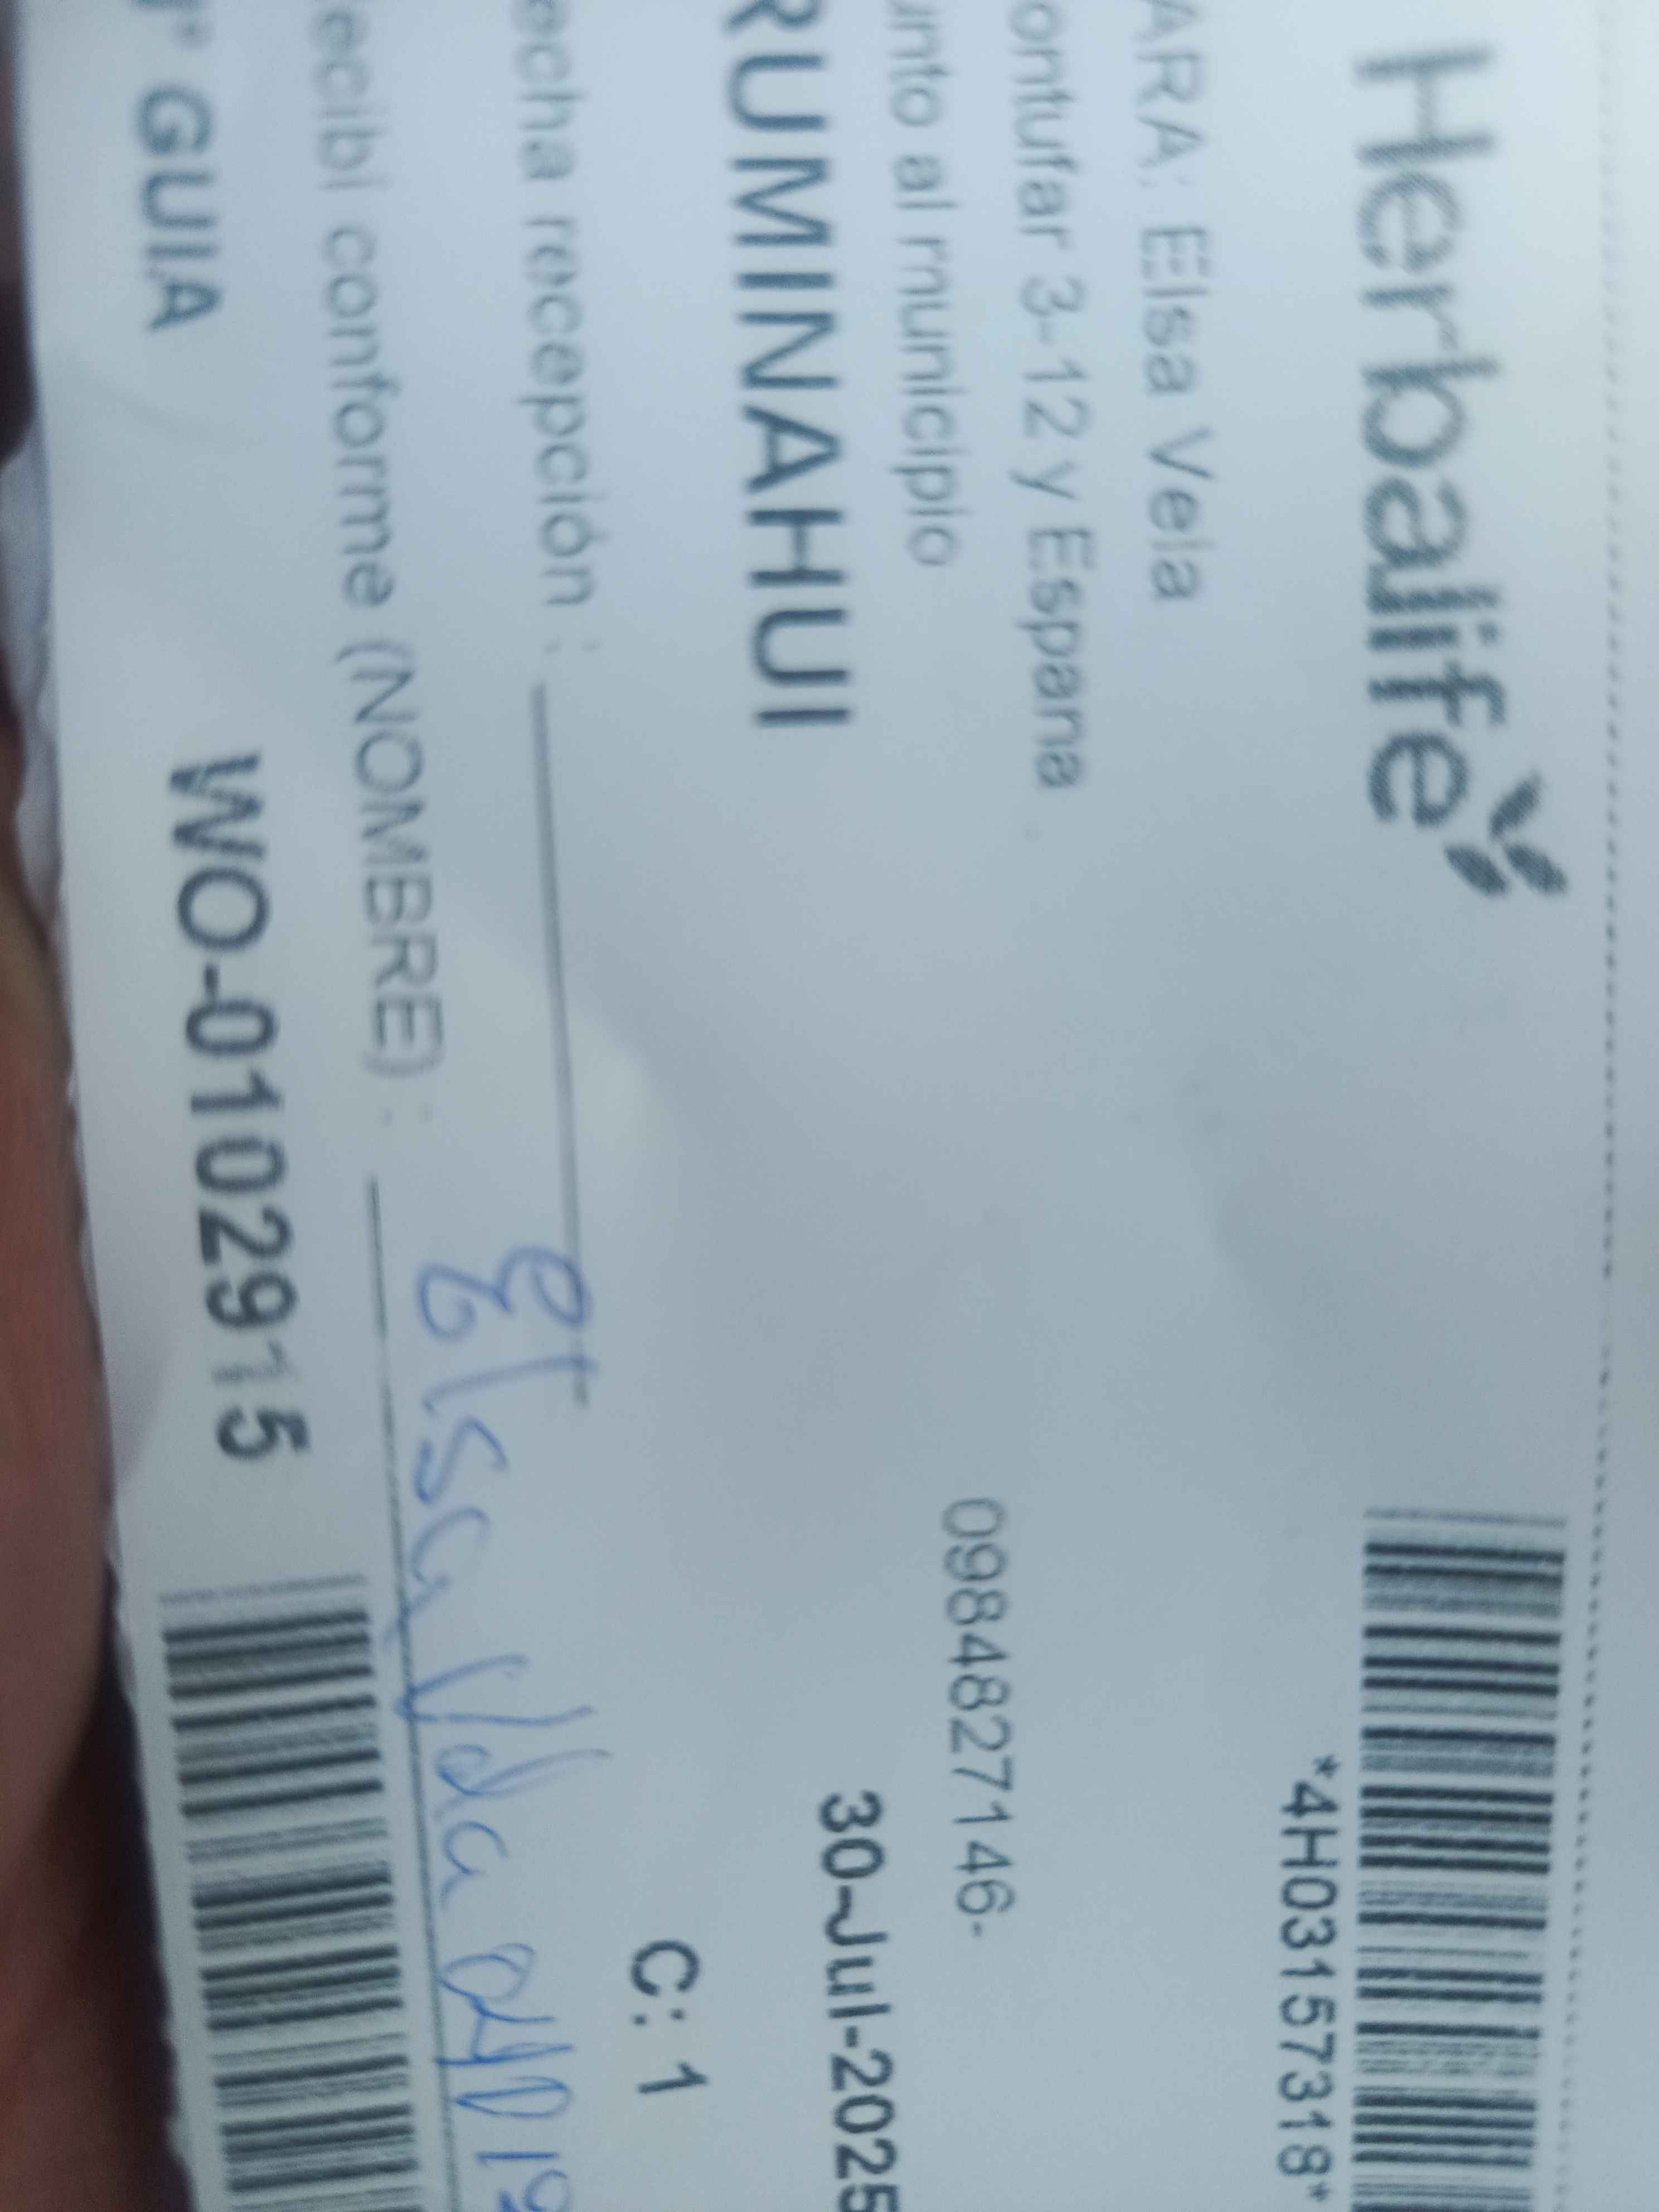 Herbalife
*4H03157318*
ARA: Elsa Vela
ontufar 3-12 y Espana
unto al municipio 0984827146-
RUMINAHUI 30-Jul-2025
C: 1
echa recepción :
ecibi conforme (NOMBRE) : Elsa
° GUIA WO-0102915